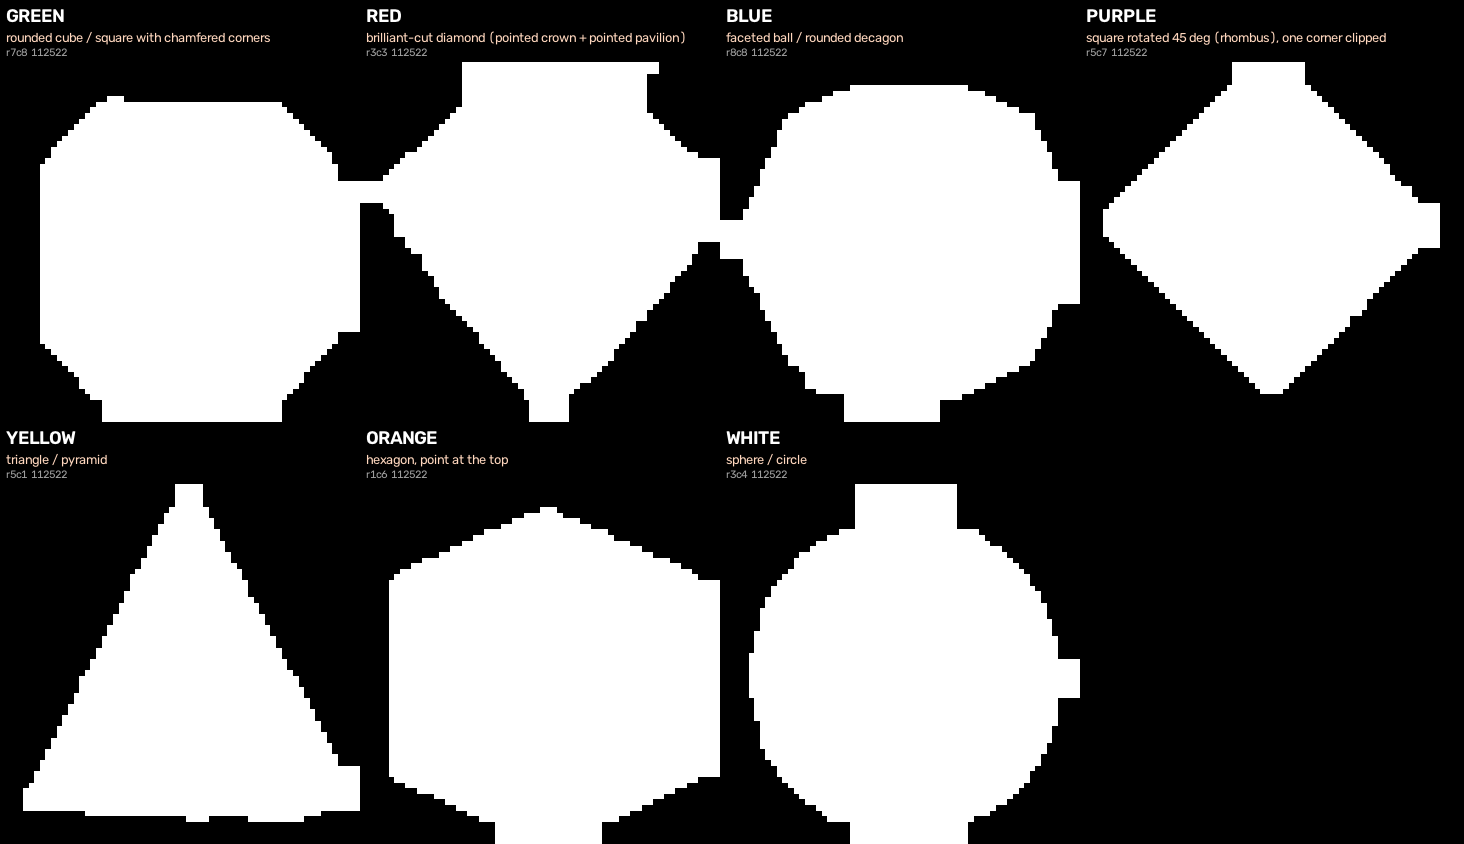 GREEN
rounded cube / square with chamfered corners
r7c8 112522
RED
brilliant-cut diamond (pointed crown + pointed pavilion)
r3c3 112522
BLUE
faceted ball / rounded decagon
r8c8 112522
PURPLE
square rotated 45 deg (rhombus), one corner clipped
r5c7 112522
YELLOW
triangle / pyramid
r5c1 112522
ORANGE
hexagon, point at the top
r1c6 112522
WHITE
sphere / circle
r3c4 112522